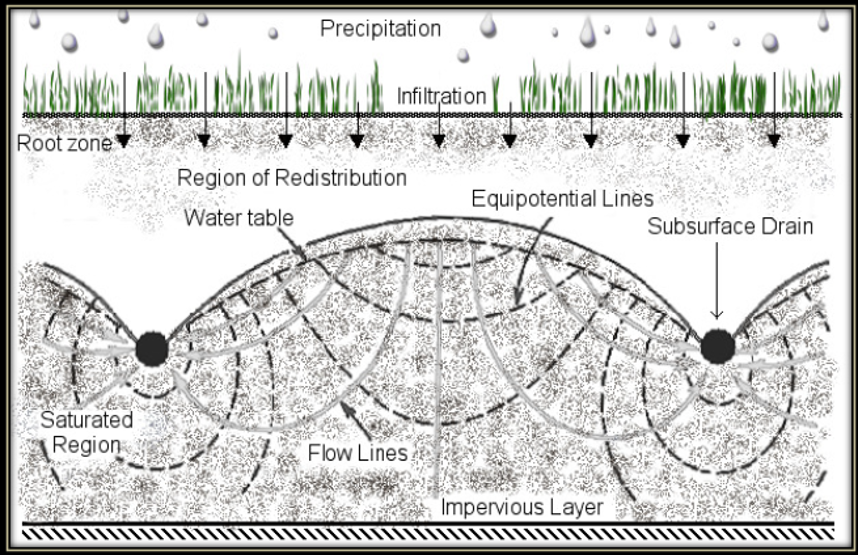 Precipitation
Infiltration
Root zone
Region of Redistribution
Equipotential Lines
Water table
Subsurface Drain
Saturated
Region
Flow Lines
Impervious Layer